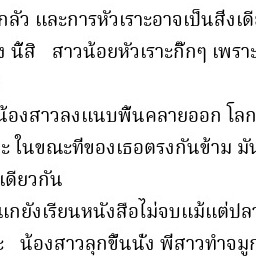 กลัว และการหัวเราะอาจเป็นสิ่งเดีย
ง นี่สิ สาวน้อยหัวเราะกิ๊กๆ เพราะ
น้องสาวลงแนบพื้นคลายออก โลก
ะ ในขณะที่ของเธอตรงกันข้าม มัน
เดียวกัน
แกยังเรียนหนังสือไม่จบแม้แต่ปลา
ะ น้องสาวลุกขึ้นนั่ง พี่สาวทำจมูก